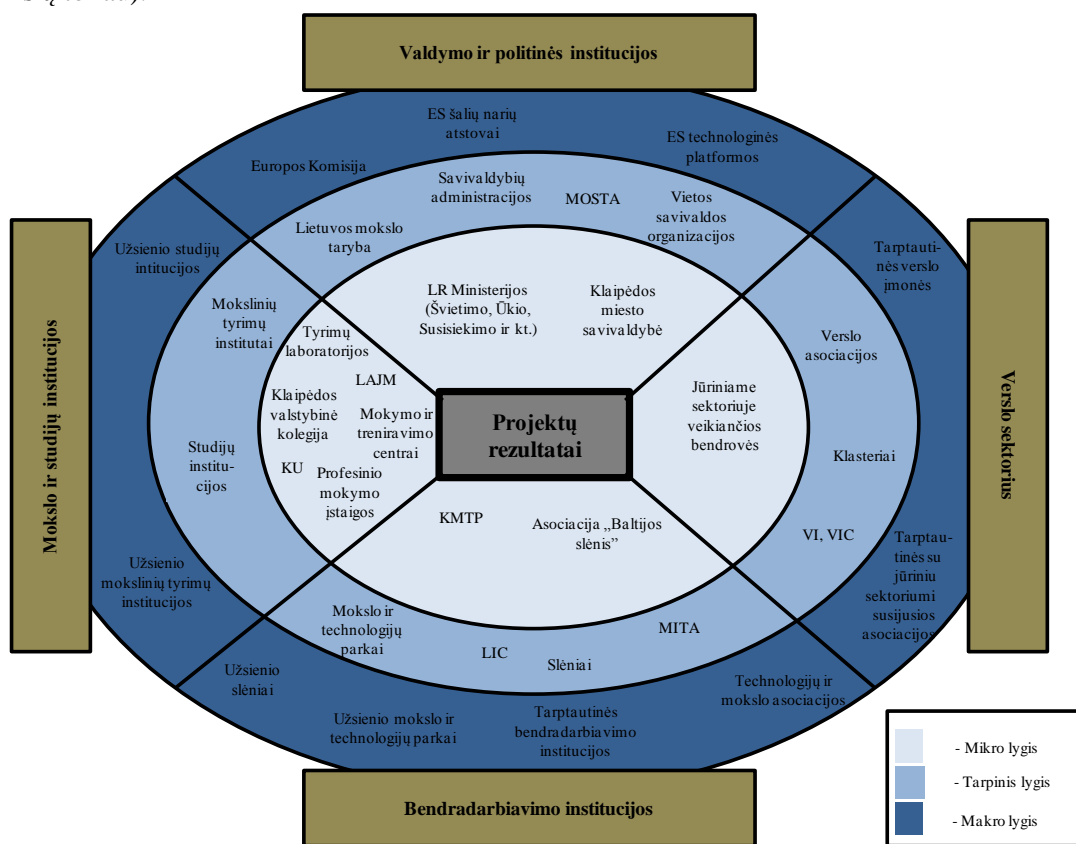 Valdymo ir politinės institucijos
ES šalių narių
atstovai
ES technologinės
platformos
Europos Komisija
Savivaldybių
administracijos
MOSTA
Vietos
savivaldos
organizacijos
Lietuvos mokslo
taryba
LR Ministerijos
(Švietimo, Ūkio,
Susisiekimo ir kt.)
Klaipėdos
miesto
savivaldybė
Mokslo ir studijų institucijos
Užsienio studijų
intitucijos
Mokslinių
tyrimų
institutai
Tyrimų
laboratorijos
LAJM
Klaipėdos
valstybinė
kolegija
Mokymo ir
treniravimo
centrai
Studijų
institu-
cijos
KU
Profesinio
mokymo
įstaigos
Užsienio
mokslinių tyrimų
institucijos
Projektų
rezultatai
Verslo sektorius
Tarptauti-
nės verslo
įmonės
Verslo
asociacijos
Jūriniame
sektoriuje
veikiančios
bendrovės
Klasteriai
VI, VIC
Tarptau-
tinės su
jūriniu
sektoriumi
susijusios
asociacijos
KMTP
Asociacija „Baltijos
slėnis”
Mokslo ir
technologijų
parkai
LIC
Slėniai
MITA
Užsienio
slėniai
Užsienio mokslo ir
technologijų parkai
Tarptautinės
bendradarbiavimo
institucijos
Technologijų ir
mokslo asociacijos
Bendradarbiavimo institucijos
- Mikro lygis
- Tarpinis lygis
- Makro lygis